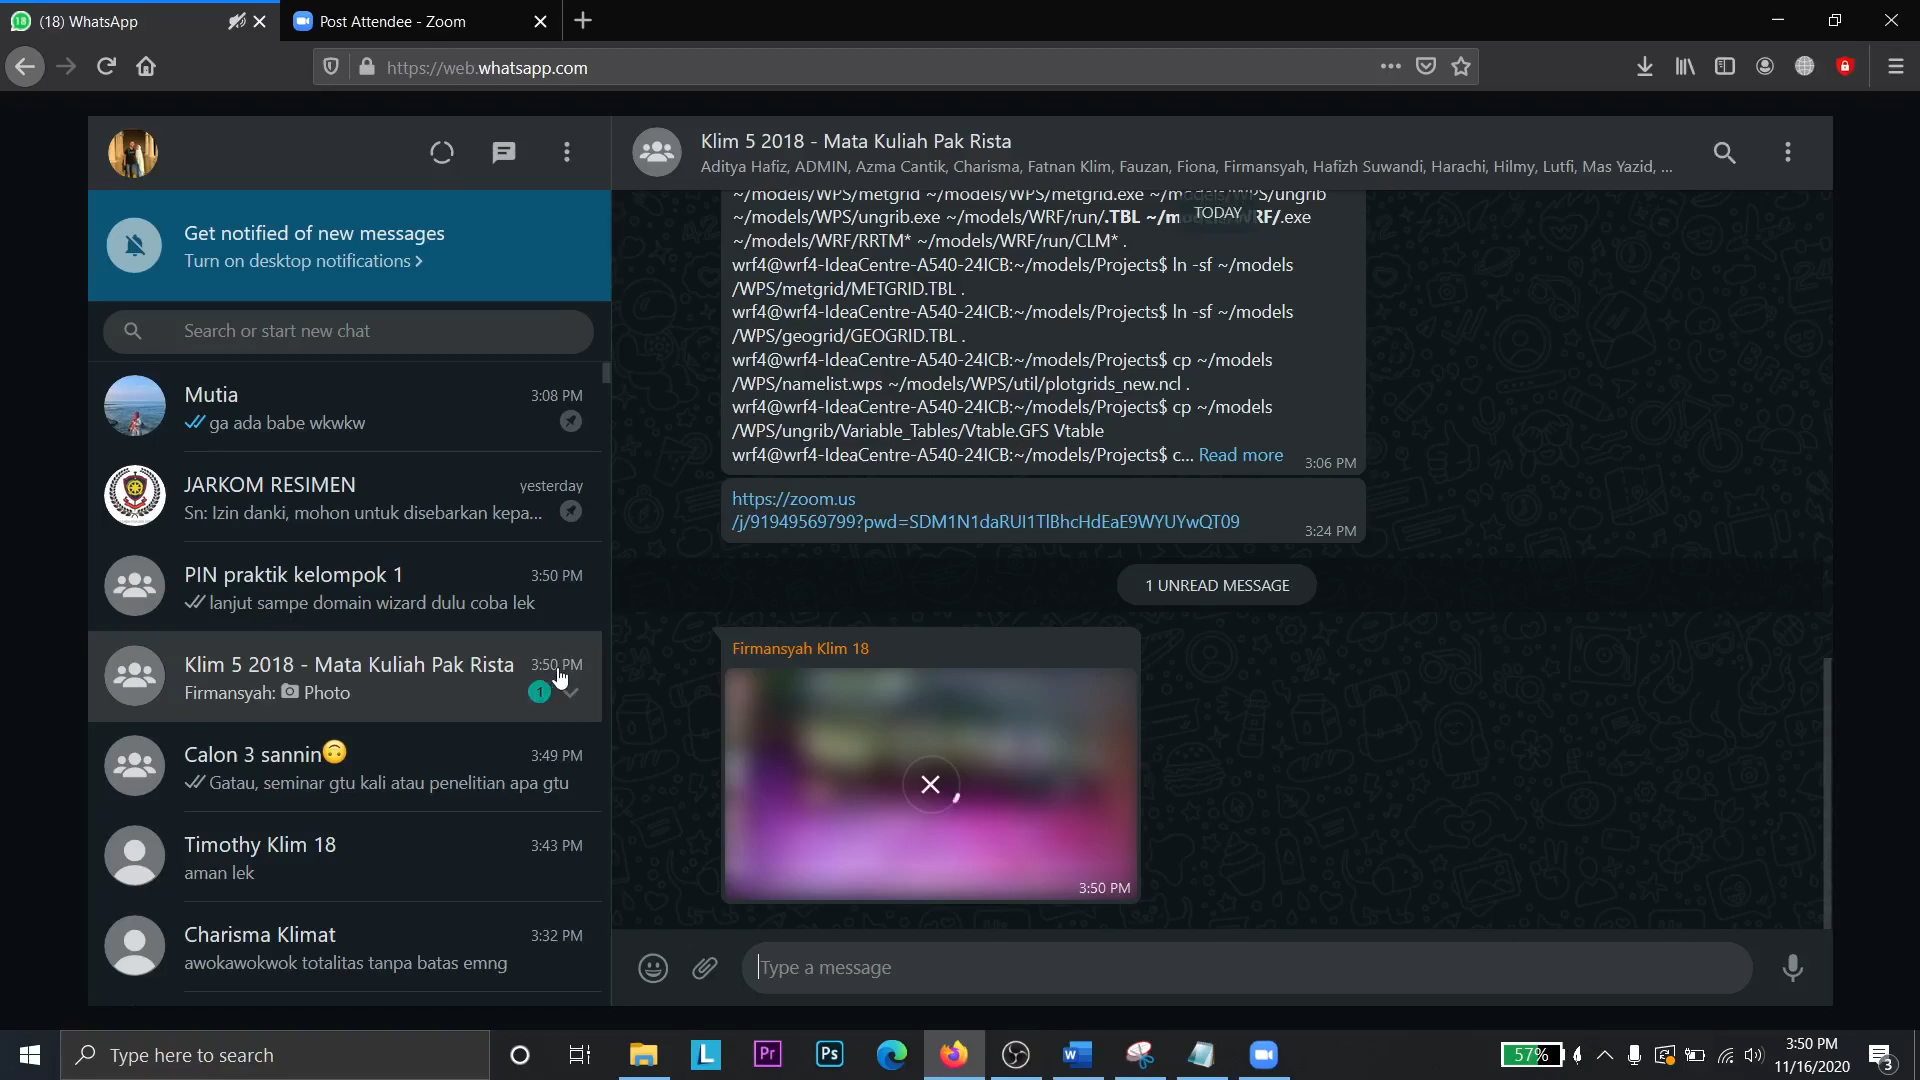 (18) WhatsApp
Post Attendee - Zoom
https://web.whatsapp.com
Klim 5 2018 - Mata Kuliah Pak Rista
Aditya Hafiz, ADMIN, Azma Cantik, Charisma, Fatnan Klim, Fauzan, Fiona, Firmansyah, Hafizh Suwandi, Harachi, Hilmy, Lutfi, Mas Yazid, ...
Get notified of new messages
Turn on desktop notifications >
Search or start new chat
Mutia 3:08 PM
ga ada babe wkwkw
JARKOM RESIMEN yesterday
Sn: Izin danki, mohon untuk disebarkan kepa...
PIN praktik kelompok 1 3:50 PM
lanjut sampe domain wizard dulu coba lek
Klim 5 2018 - Mata Kuliah Pak Rista 3:50 PM
Firmansyah: Photo 1
Calon 3 sannin🙃 3:49 PM
Gatau, seminar gtu kali atau penelitian apa gtu
Timothy Klim 18 3:43 PM
aman lek
Charisma Klimat 3:32 PM
awokawokwok totalitas tanpa batas emng
~/models/WPS/metgrid ~/models/WPS/metgrid.exe ~/models/WPS/ungrib
TODAY
~/models/WPS/ungrib.exe ~/models/WRF/run/.TBL ~/models/WRF/.exe
~/models/WRF/RRTM* ~/models/WRF/run/CLM* .
wrf4@wrf4-IdeaCentre-A540-24ICB:~/models/Projects$ ln -sf ~/models
/WPS/metgrid/METGRID.TBL .
wrf4@wrf4-IdeaCentre-A540-24ICB:~/models/Projects$ ln -sf ~/models
/WPS/geogrid/GEOGRID.TBL .
wrf4@wrf4-IdeaCentre-A540-24ICB:~/models/Projects$ cp ~/models
/WPS/namelist.wps ~/models/WPS/util/plotgrids_new.ncl .
wrf4@wrf4-IdeaCentre-A540-24ICB:~/models/Projects$ cp ~/models
/WPS/ungrib/Variable_Tables/Vtable.GFS Vtable
wrf4@wrf4-IdeaCentre-A540-24ICB:~/models/Projects$ c... Read more 3:06 PM
https://zoom.us
/j/91949569799?pwd=SDM1N1daRUI1TlBhcHdEaE9WYUYwQT09 3:24 PM
1 UNREAD MESSAGE
Firmansyah Klim 18
3:50 PM
Type a message
Type here to search
L
Pr
Ps
57%
3:50 PM
11/16/2020
3